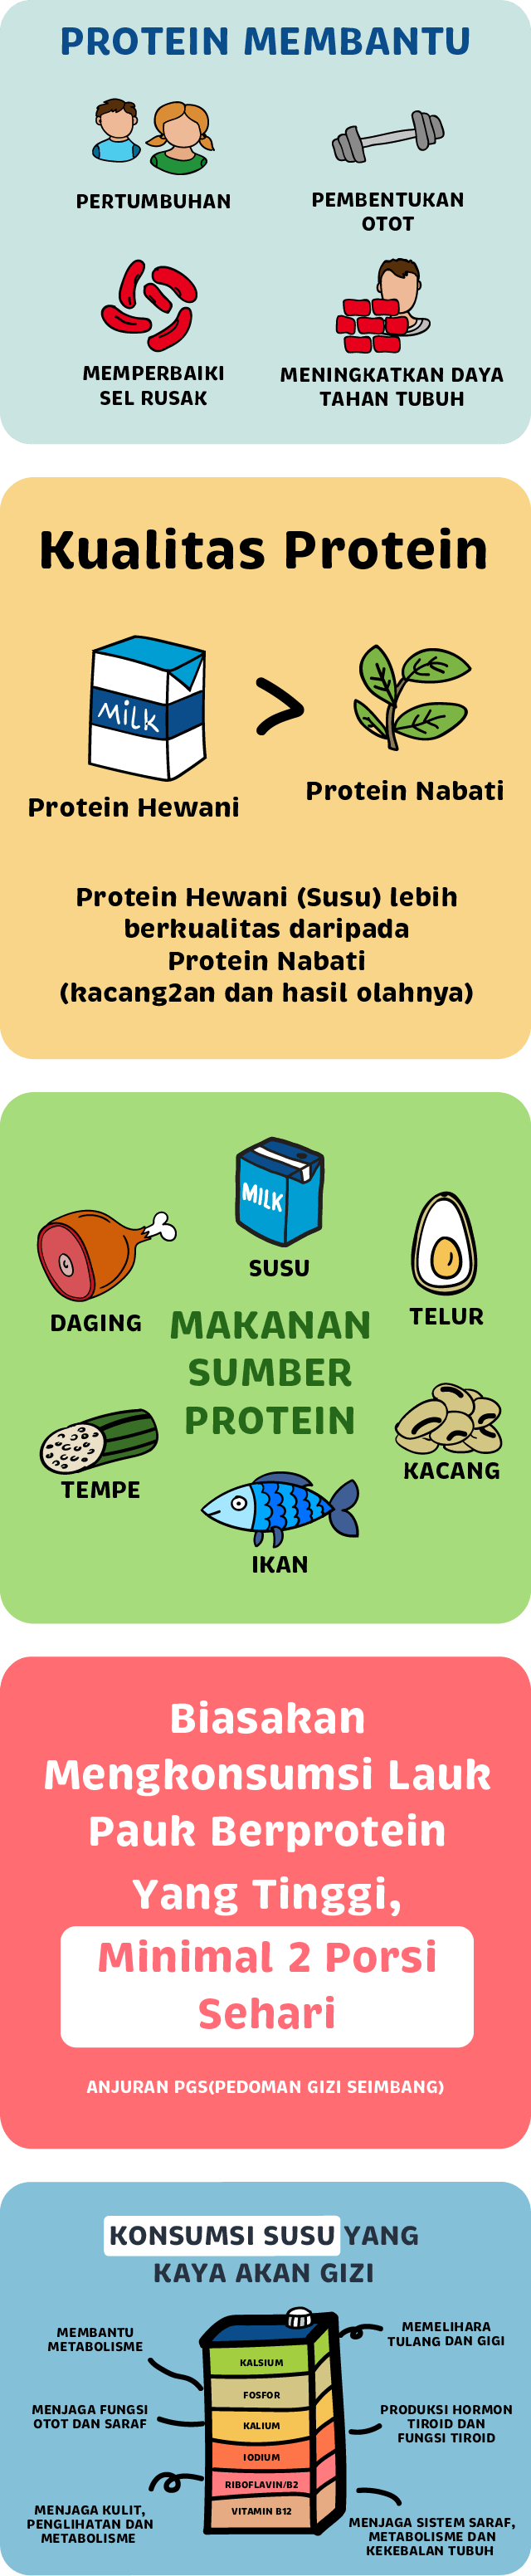 PROTEIN MEMBANTU
PERTUMBUHAN
PEMBENTUKAN
OTOT
MEMPERBAIKI
SEL RUSAK
MENINGKATKAN DAYA
TAHAN TUBUH
Kualitas Protein
MiLK
>
Protein Hewani
Protein Nabati
Protein Hewani (Susu) lebih
berkualitas daripada
Protein Nabati
(kacang2an dan hasil olahnya)
MILK
SUSU
DAGING
TELUR
MAKANAN
SUMBER
PROTEIN
TEMPE
KACANG
IKAN
Biasakan
Mengkonsumsi Lauk
Pauk Berprotein
Yang Tinggi,
Minimal 2 Porsi
Sehari
ANJURAN PGS(PEDOMAN GIZI SEIMBANG)
KONSUMSI SUSU YANG
KAYA AKAN GIZI
MEMBANTU
METABOLISME
MEMELIHARA
TULANG DAN GIGI
KALSIUM
FOSFOR
KALIUM
IODIUM
RIBOFLAVIN/B2
VITAMIN B12
MENJAGA FUNGSI
OTOT DAN SARAF
PRODUKSI HORMON
TIROID DAN
FUNGSI TIROID
MENJAGA KULIT,
PENGLIHATAN DAN
METABOLISME
MENJAGA SISTEM SARAF,
METABOLISME DAN
KEKEBALAN TUBUH